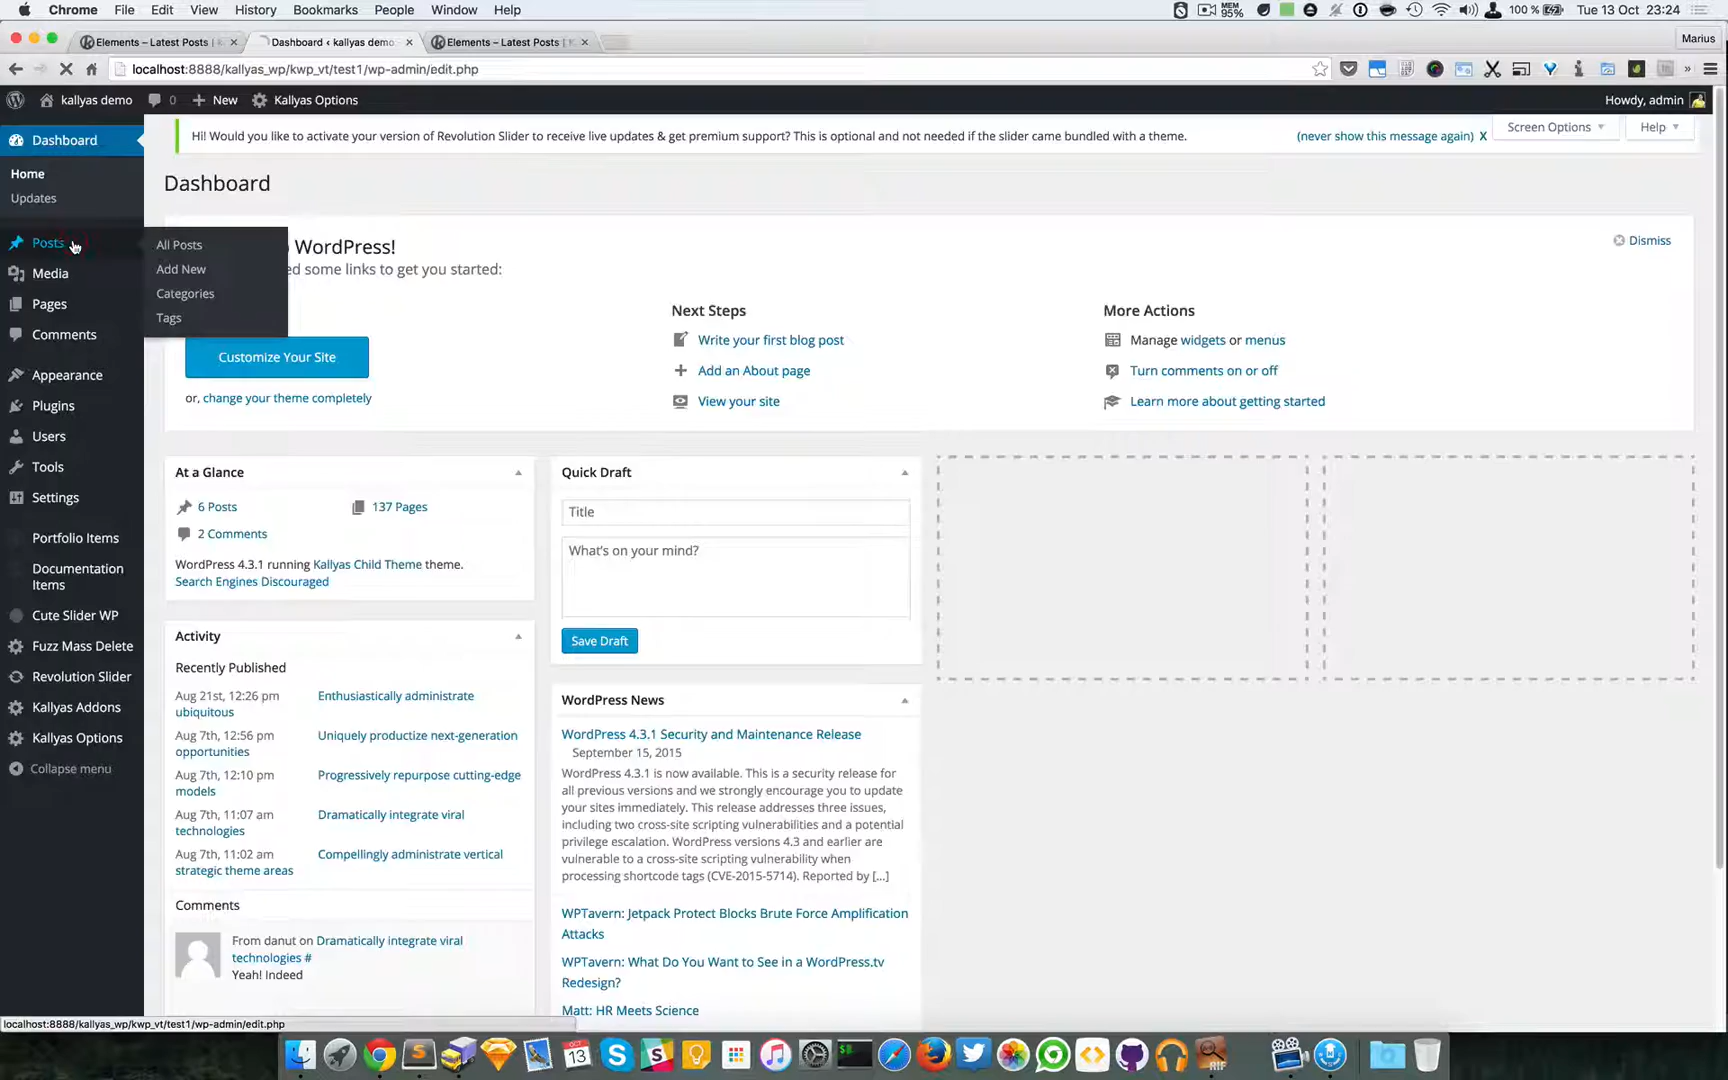 Chrome File Edit View History Bookmarks People Window Help MEM 95% 100% Tue 13 Oct 23:24
Elements – Latest Posts | Dashboard ‹ kallyas demo Elements – Latest Posts | Marius
localhost:8888/kallyas_wp/kwp_vt/test1/wp-admin/edit.php
kallyas demo 0 New Kallyas Options Howdy, admin
Dashboard
Home
Updates
Posts
Media
Pages
Comments
Appearance
Plugins
Users
Tools
Settings
Portfolio Items
Documentation
Items
Cute Slider WP
Fuzz Mass Delete
Revolution Slider
Kallyas Addons
Kallyas Options
Collapse menu
All Posts
Add New
Categories
Tags
Hi! Would you like to activate your version of Revolution Slider to receive live updates & get premium support? This is optional and not needed if the slider came bundled with a theme. (never show this message again) X
Screen Options Help
Dashboard
WordPress!
ed some links to get you started:
Dismiss
Customize Your Site
or, change your theme completely
Next Steps
Write your first blog post
Add an About page
View your site
More Actions
Manage widgets or menus
Turn comments on or off
Learn more about getting started
At a Glance
6 Posts 137 Pages
2 Comments
WordPress 4.3.1 running Kallyas Child Theme theme.
Search Engines Discouraged
Activity
Recently Published
Aug 21st, 12:26 pm Enthusiastically administrate
ubiquitous
Aug 7th, 12:56 pm Uniquely productize next-generation
opportunities
Aug 7th, 12:10 pm Progressively repurpose cutting-edge
models
Aug 7th, 11:07 am Dramatically integrate viral
technologies
Aug 7th, 11:02 am Compellingly administrate vertical
strategic theme areas
Comments
From danut on Dramatically integrate viral
technologies #
Yeah! Indeed
Quick Draft
Title
What's on your mind?
Save Draft
WordPress News
WordPress 4.3.1 Security and Maintenance Release
September 15, 2015
WordPress 4.3.1 is now available. This is a security release for
all previous versions and we strongly encourage you to update
your sites immediately. This release addresses three issues,
including two cross-site scripting vulnerabilities and a potential
privilege escalation. WordPress versions 4.3 and earlier are
vulnerable to a cross-site scripting vulnerability when
processing shortcode tags (CVE-2015-5714). Reported by [...]
WPTavern: Jetpack Protect Blocks Brute Force Amplification
Attacks
WPTavern: What Do You Want to See in a WordPress.tv
Redesign?
Matt: HR Meets Science
localhost:8888/kallyas_wp/kwp_vt/test1/wp-admin/edit.php
13
RIF